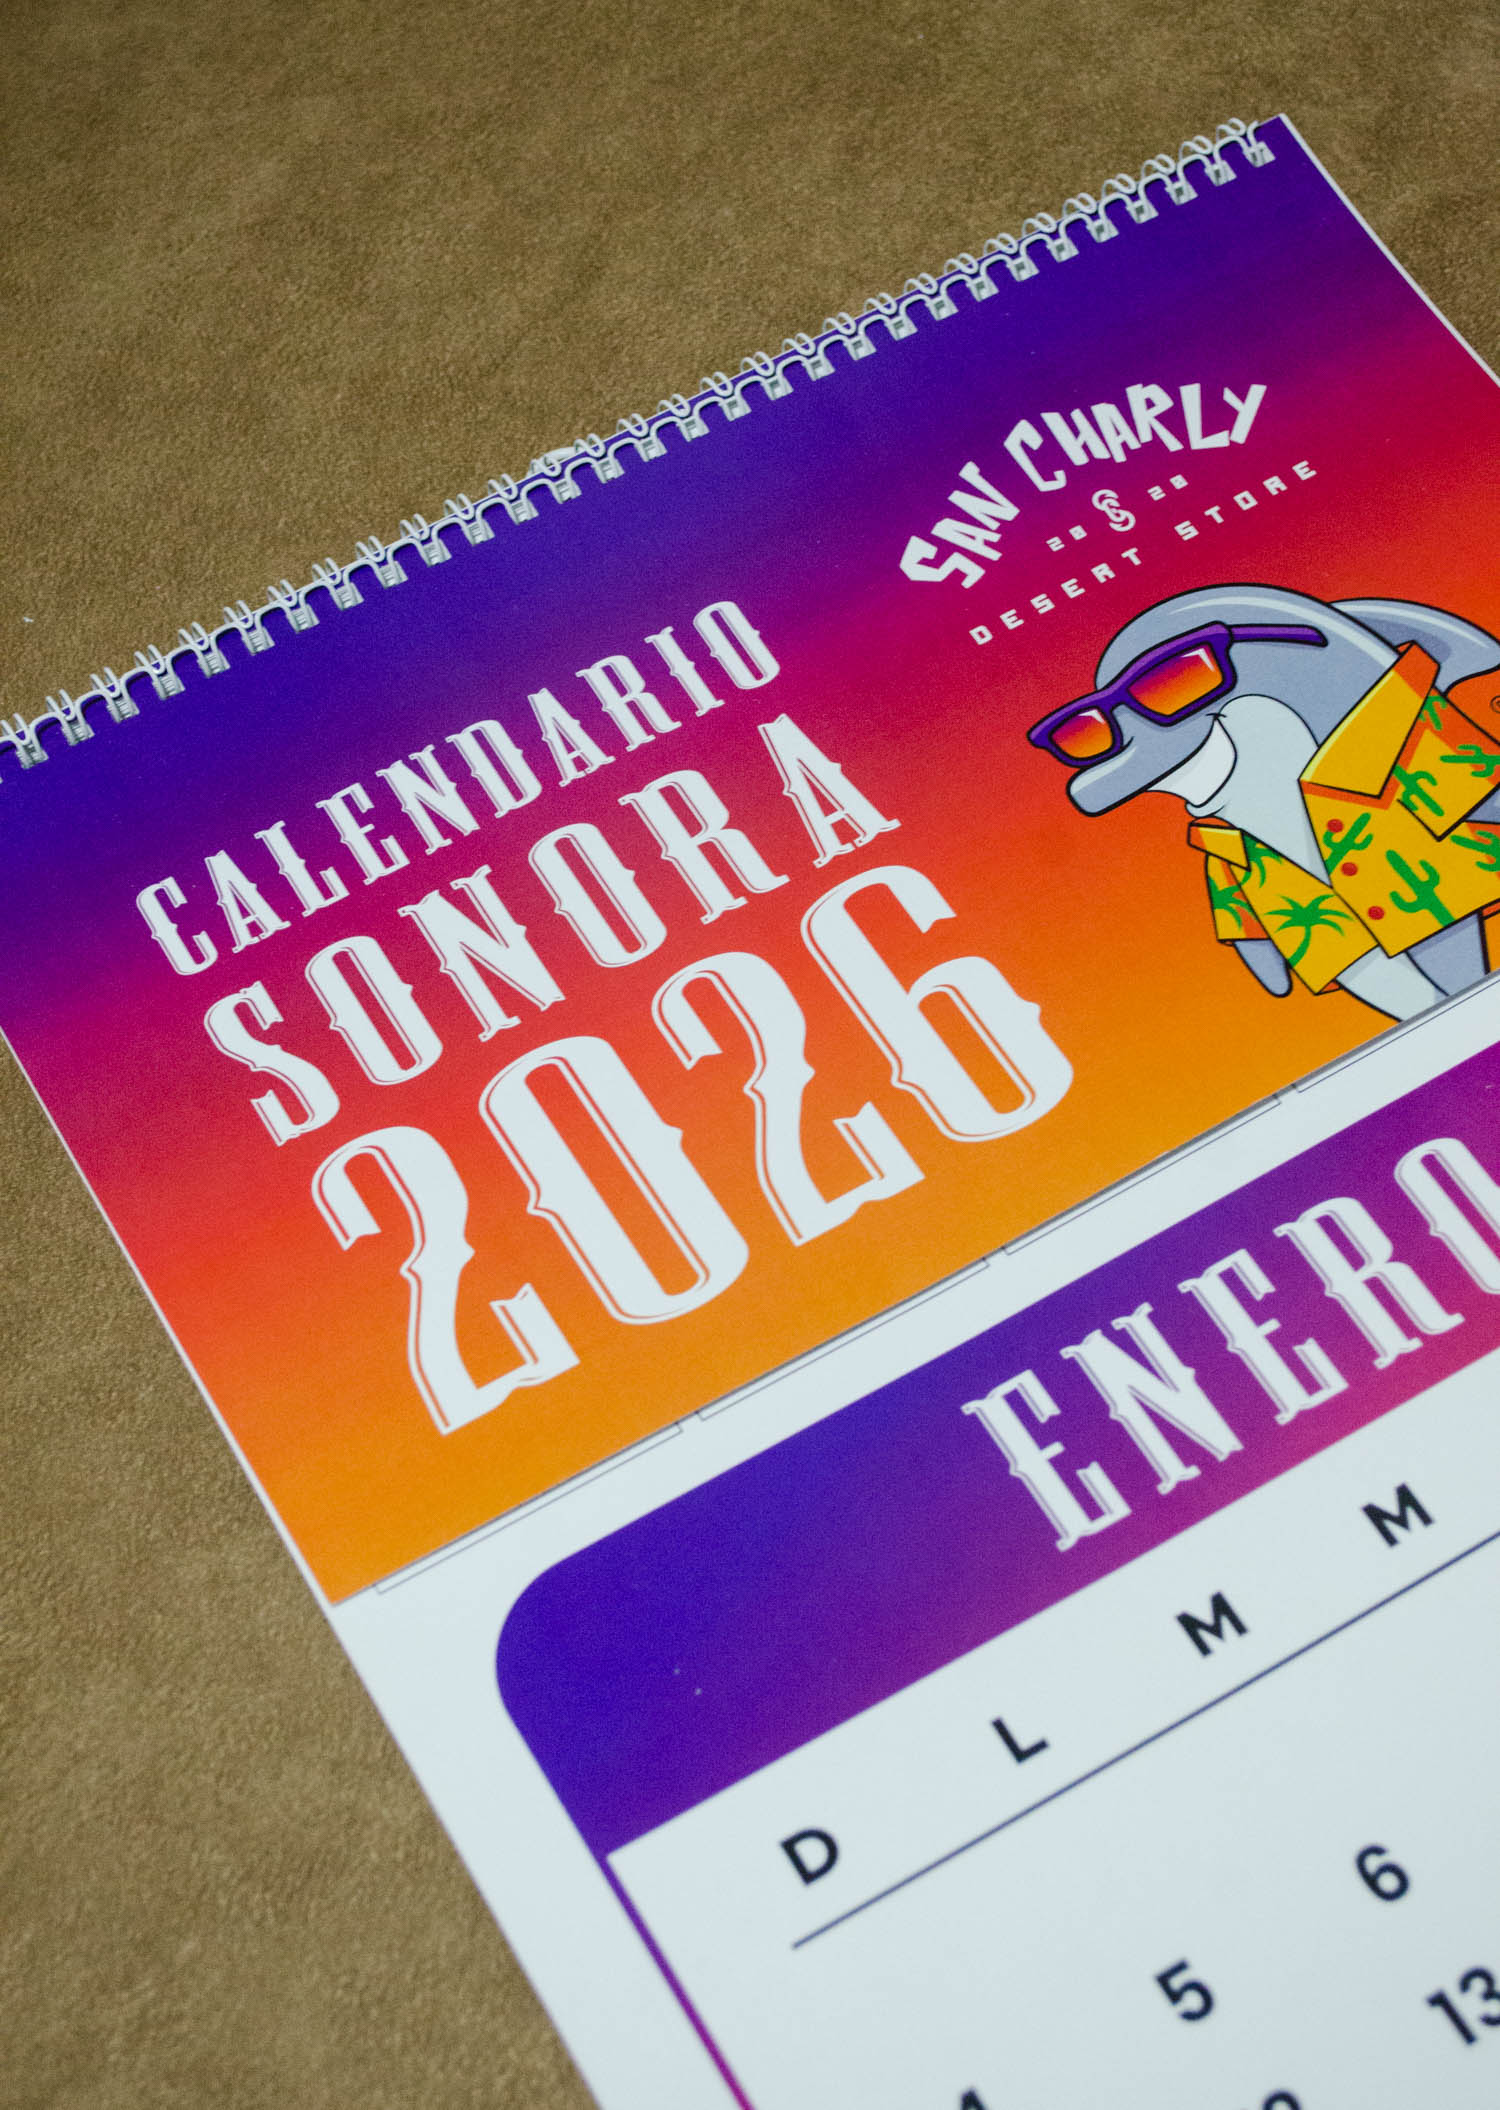 SAN CHARLY
20 20
DESERT STORE
CALENDARIO
SONORA
2026
ENERO
D L M M
5 6
13